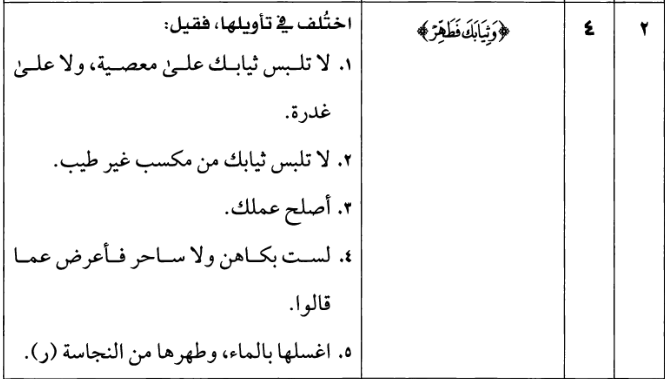 ٢
٤
﴿وَثِيَابَكَ فَطَهِّرْ﴾
اختُلف في تأويلها، فقيل:
١. لا تلبس ثيابك علىٰ معصية، ولا علىٰ
غدرة.
٢. لا تلبس ثيابك من مكسب غير طيب.
٣. أصلح عملك.
٤. لست بكاهن ولا ساحر فأعرض عما
قالوا.
٥. اغسلها بالماء، وطهرها من النجاسة (ر).